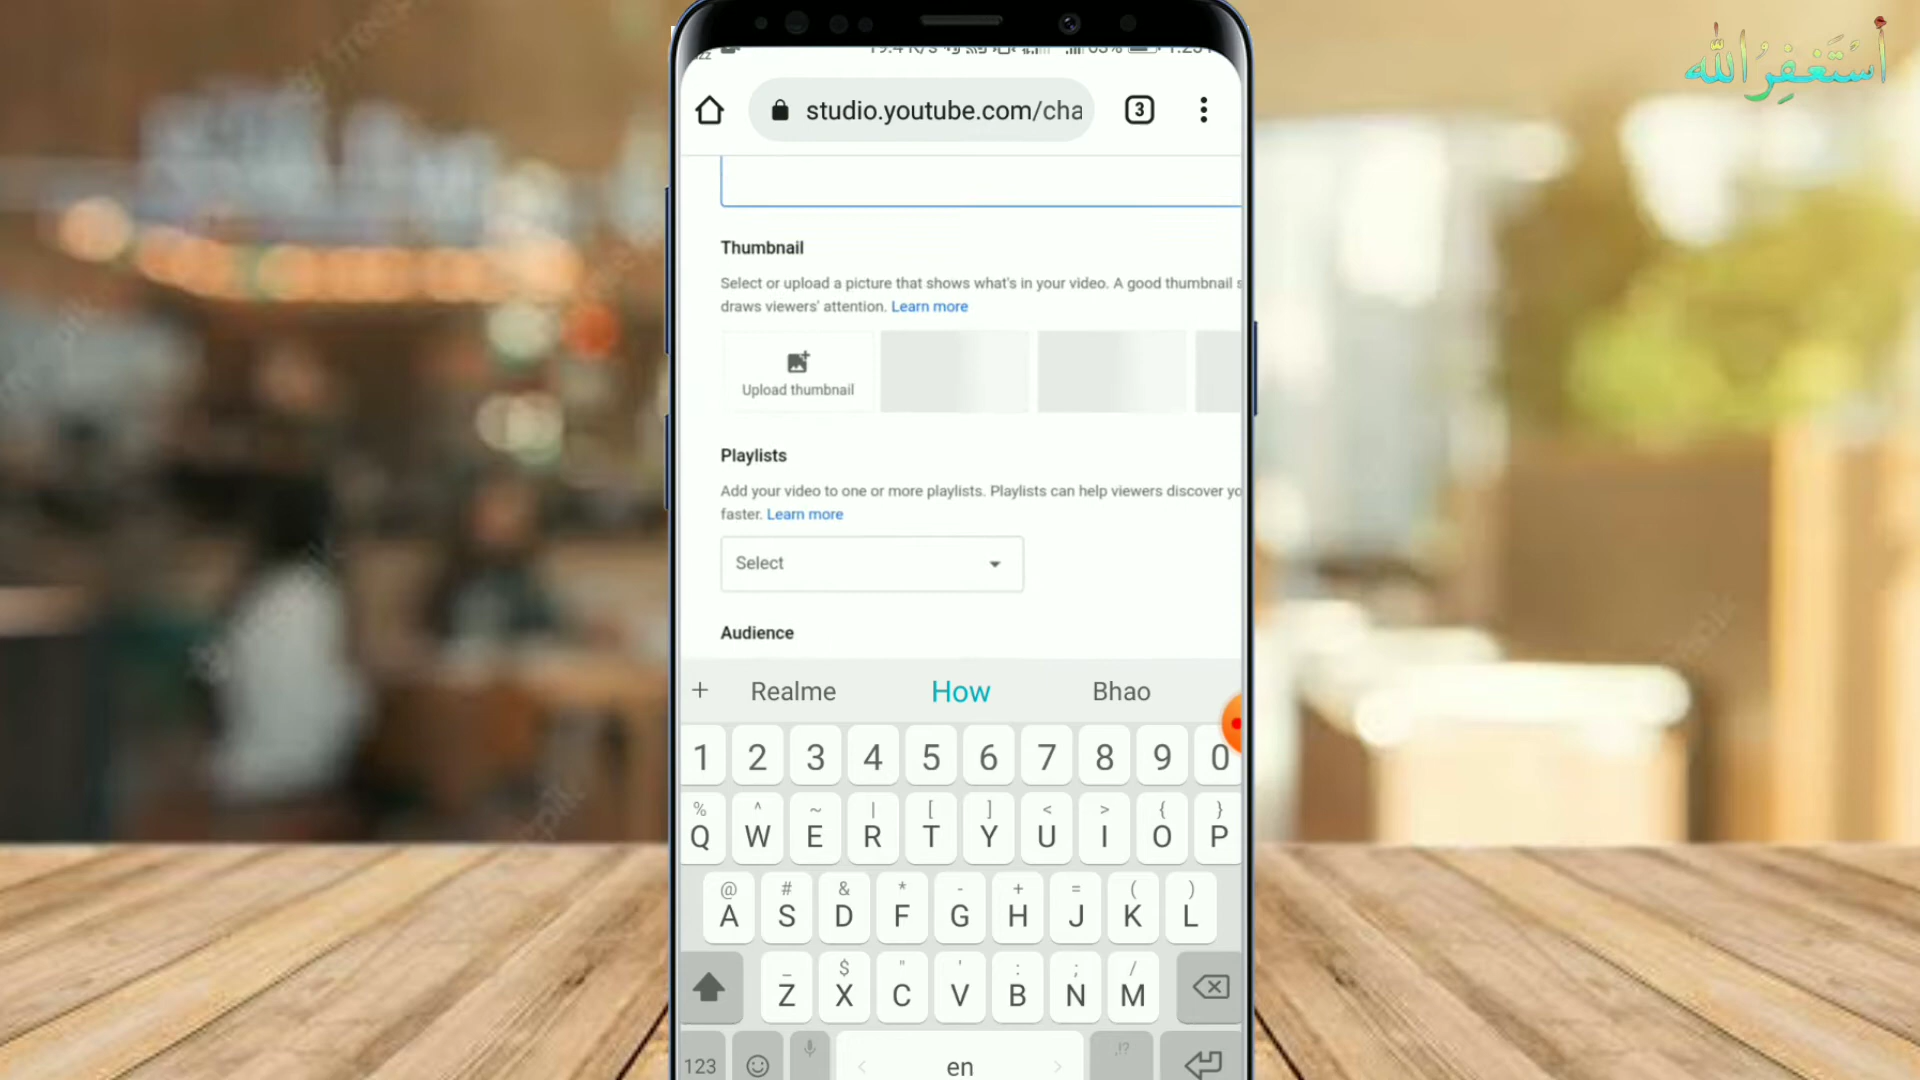 أَسْتَغْفِرُ اللّٰه
studio.youtube.com/cha
3
Thumbnail
Select or upload a picture that shows what's in your video. A good thumbnail s
draws viewers' attention. Learn more
Upload thumbnail
Playlists
Add your video to one or more playlists. Playlists can help viewers discover yo
faster. Learn more
Select
Audience
+ Realme How Bhao
1 2 3 4 5 6 7 8 9 0
% ^ ~ | [ ] < > { }
Q W E R T Y U I O P
@ # & * - + = ( )
A S D F G H J K L
_ $ " ' : ; /
Z X C V B N M
,!?
123 < en >